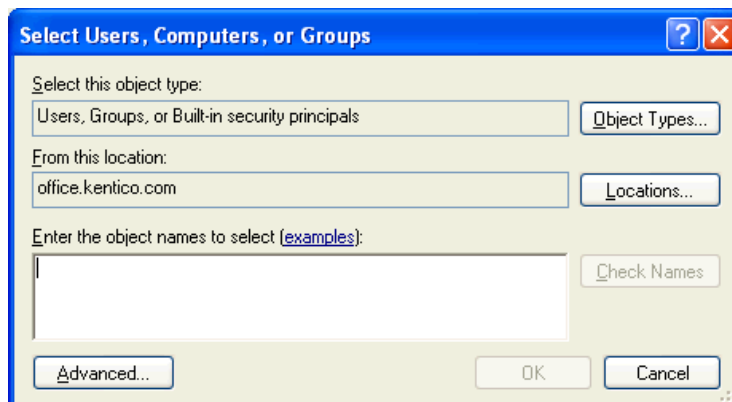 Select Users, Computers, or Groups
Select this object type:
Users, Groups, or Built-in security principals
Object Types...
From this location:
office.kentico.com
Locations...
Enter the object names to select (examples):
Check Names
Advanced...
OK
Cancel